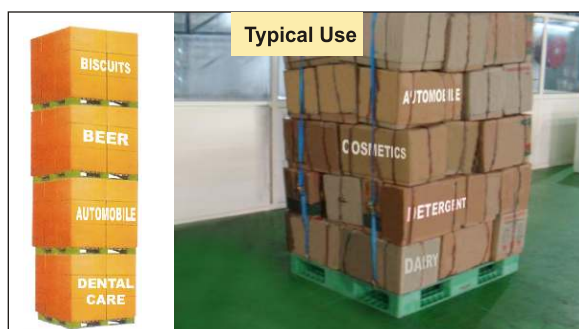 Typical Use
BISCUITS
BEER
AUTOMOBILE
DENTAL
CARE
AUTOMOBILE
COSMETICS
DETERGENT
DAIRY